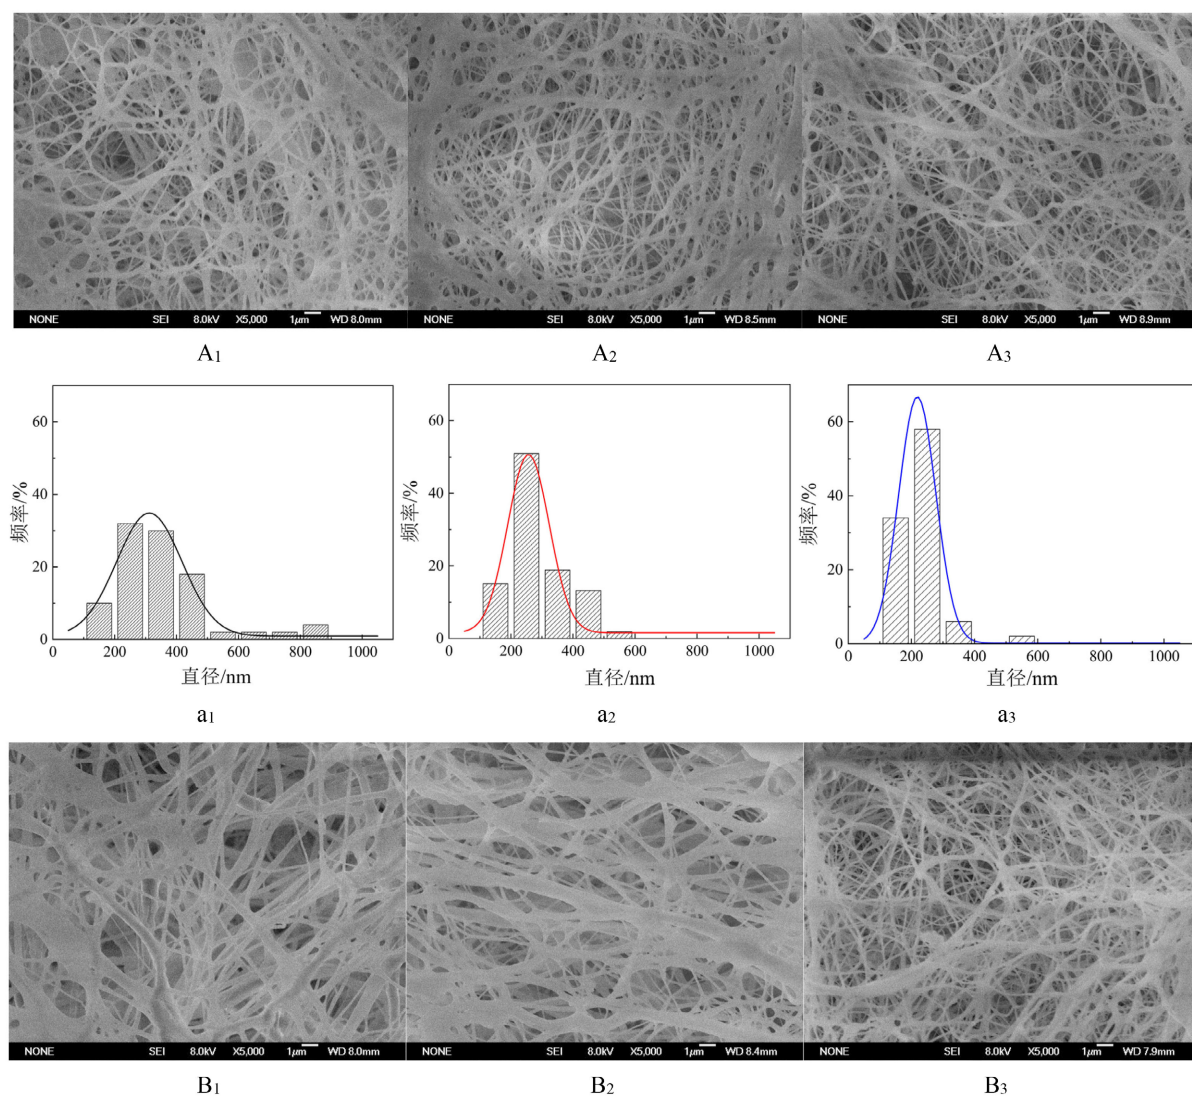 NONE SEI 8.0kV X5,000 1μm WD 8.0mm
NONE SEI 8.0kV X5,000 1μm WD 8.5mm
NONE SEI 8.0kV X5,000 1μm WD 8.9mm
A1
A2
A3
频率/%
60
40
20
0
0 200 400 600 800 1000
直径/nm
a1
频率/%
60
40
20
0
0 200 400 600 800 1000
直径/nm
a2
频率/%
60
40
20
0
0 200 400 600 800 1000
直径/nm
a3
NONE SEI 8.0kV X5,000 1μm WD 8.0mm
NONE SEI 8.0kV X5,000 1μm WD 8.4mm
NONE SEI 8.0kV X5,000 1μm WD 7.9mm
B1
B2
B3